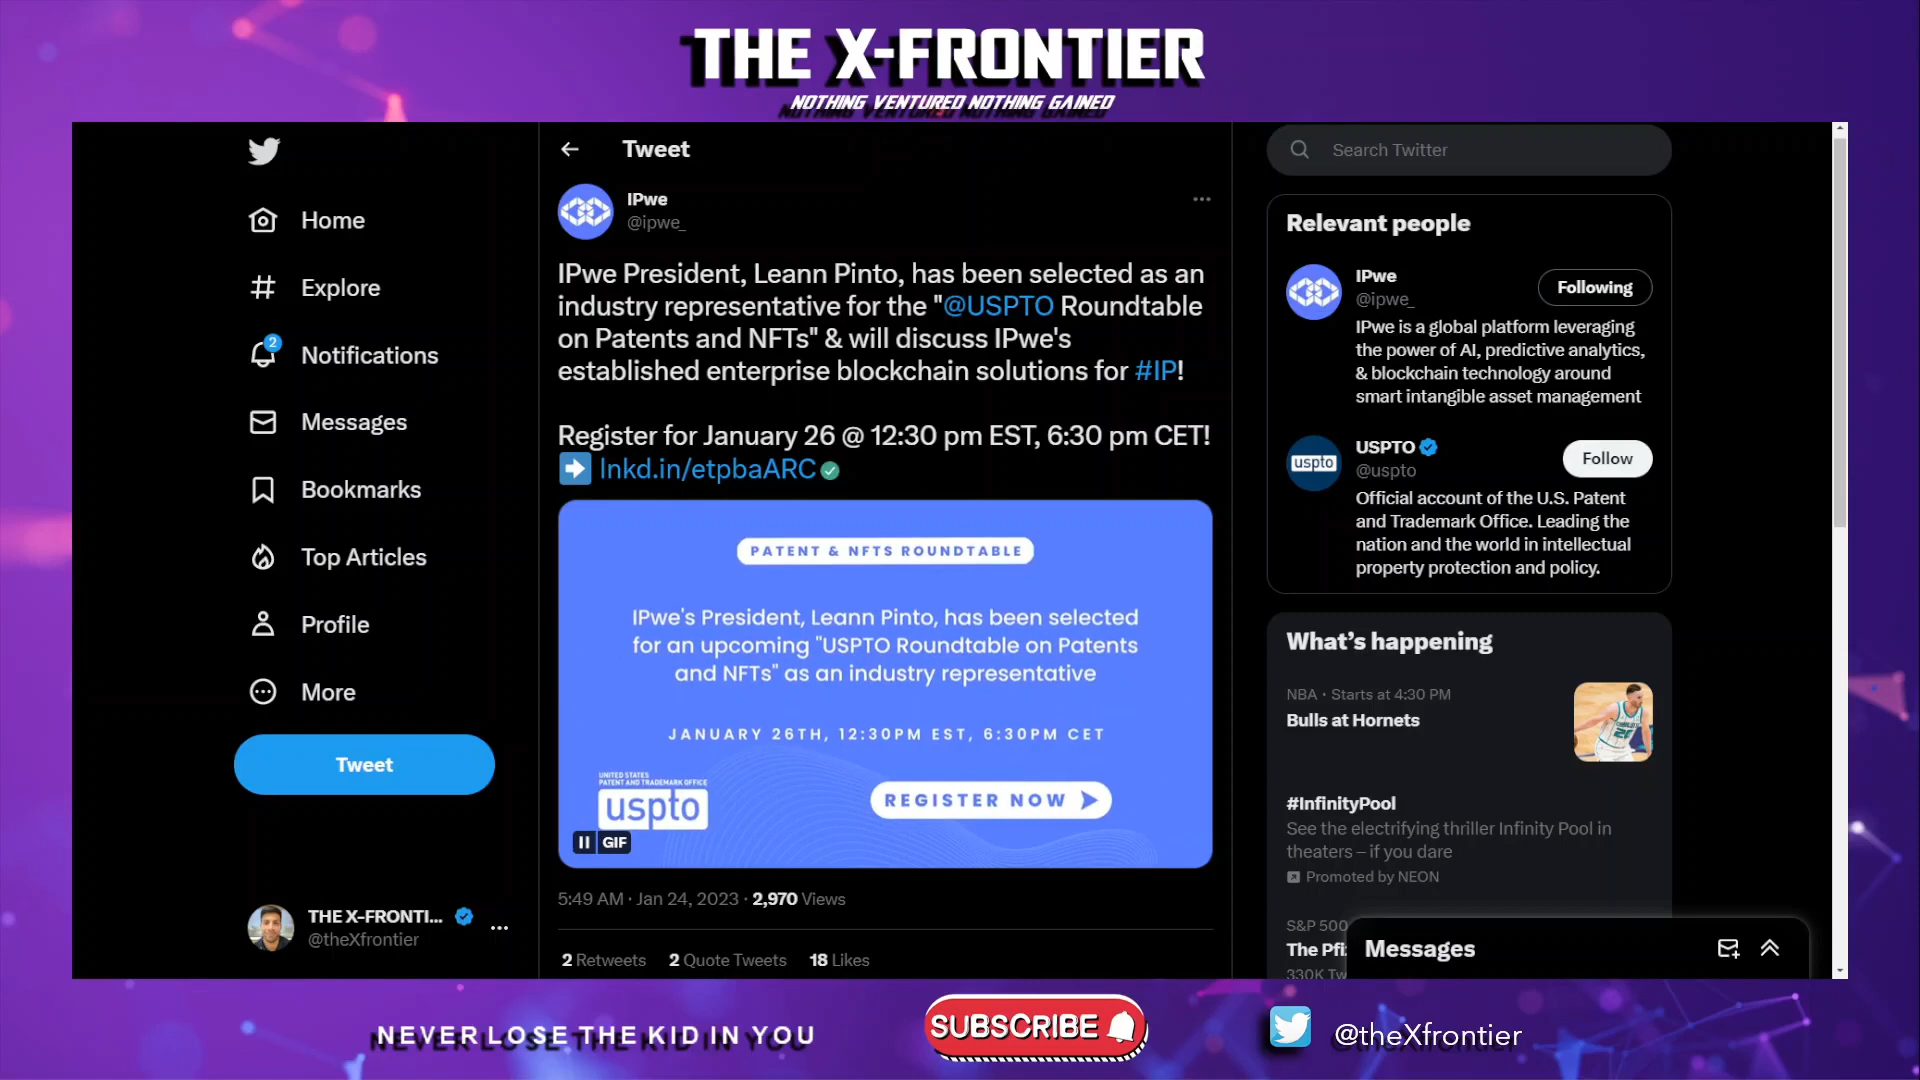 THE X-FRONTIER
NOTHING VENTURED NOTHING GAINED
Home
Explore
2
Notifications
Messages
Bookmarks
Top Articles
Profile
More
Tweet
THE X-FRONTI...
@theXfrontier
Tweet
IPwe
@ipwe_
IPwe President, Leann Pinto, has been selected as an
industry representative for the "@USPTO Roundtable
on Patents and NFTs" & will discuss IPwe's
established enterprise blockchain solutions for #IP!
Register for January 26 @ 12:30 pm EST, 6:30 pm CET!
➡ lnkd.in/etpbaARC
PATENT & NFTS ROUNDTABLE
IPwe's President, Leann Pinto, has been selected
for an upcoming "USPTO Roundtable on Patents
and NFTs" as an industry representative
JANUARY 26TH, 12:30PM EST, 6:30PM CET
UNITED STATES
PATENT AND TRADEMARK OFFICE
uspto
REGISTER NOW
GIF
5:49 AM · Jan 24, 2023 · 2,970 Views
2 Retweets 2 Quote Tweets 18 Likes
Search Twitter
Relevant people
IPwe
@ipwe_
Following
IPwe is a global platform leveraging
the power of AI, predictive analytics,
& blockchain technology around
smart intangible asset management
uspto
USPTO
@uspto
Follow
Official account of the U.S. Patent
and Trademark Office. Leading the
nation and the world in intellectual
property protection and policy.
What's happening
NBA · Starts at 4:30 PM
Bulls at Hornets
#InfinityPool
See the electrifying thriller Infinity Pool in
theaters – if you dare
Promoted by NEON
S&P 500
The Pfi
330K Tw
Messages
NEVER LOSE THE KID IN YOU
SUBSCRIBE
@theXfrontier